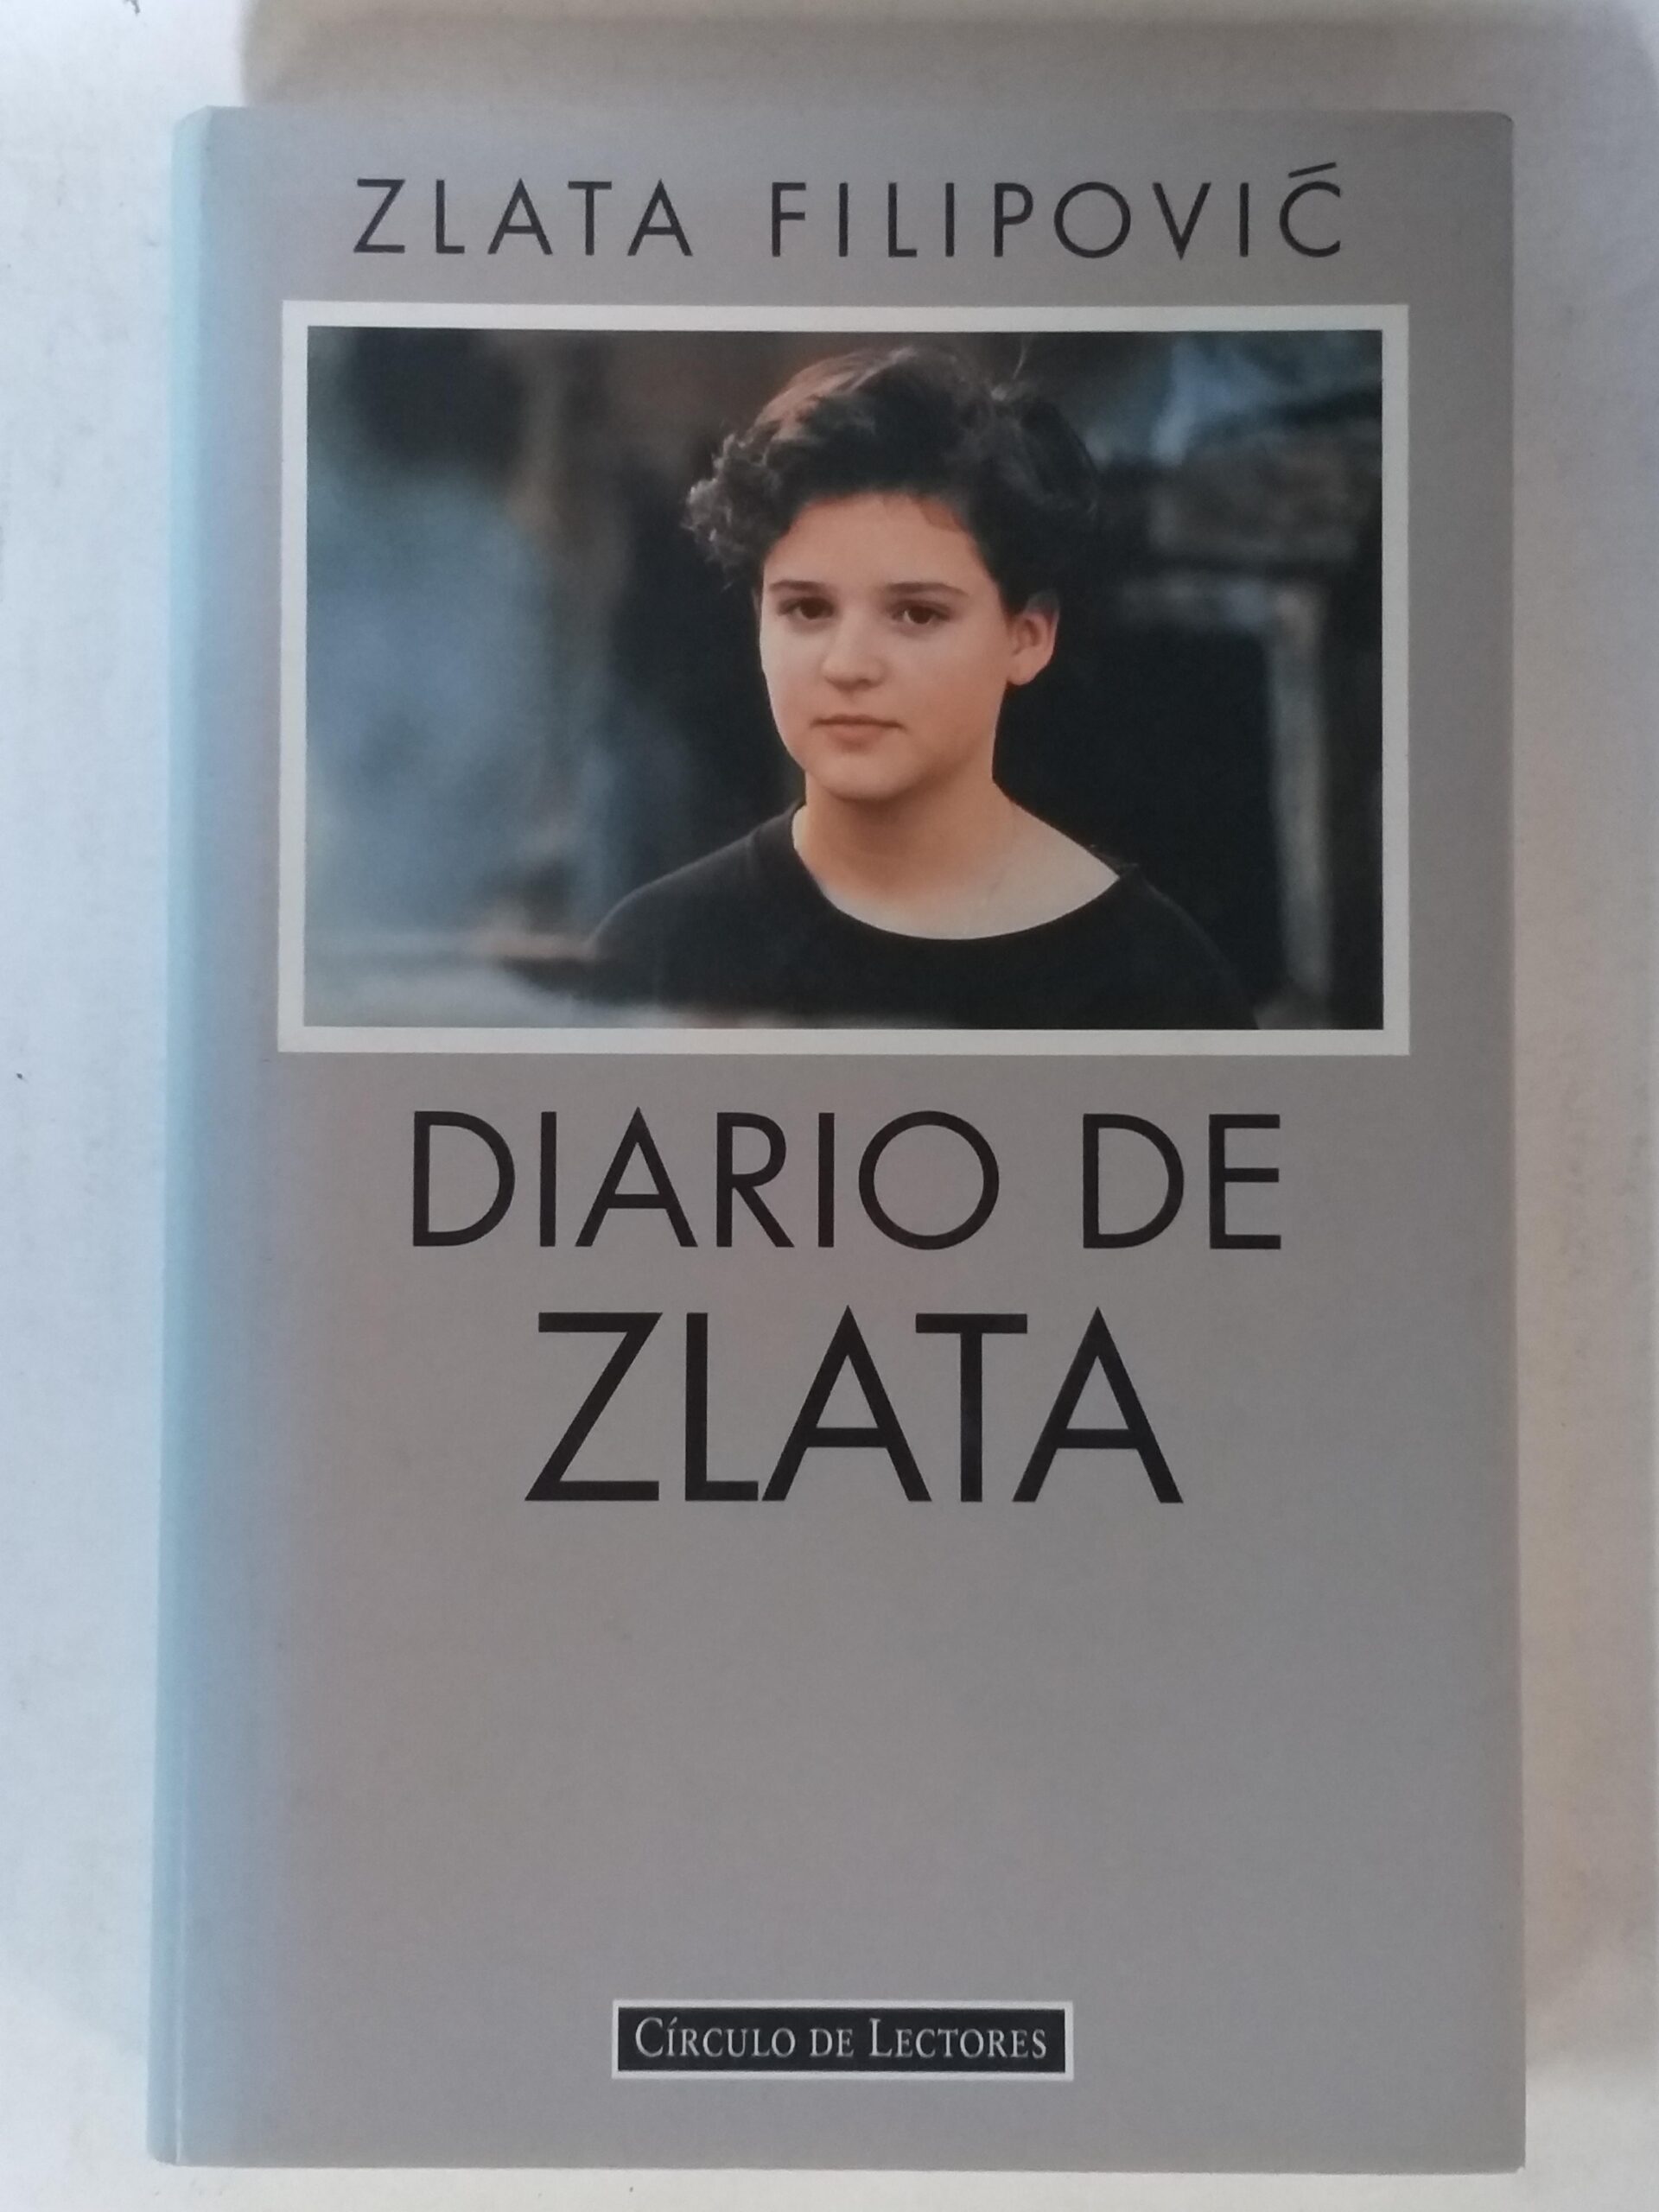 ZLATA FILIPOVIĆ
DIARIO DE
ZLATA
CÍRCULO DE LECTORES